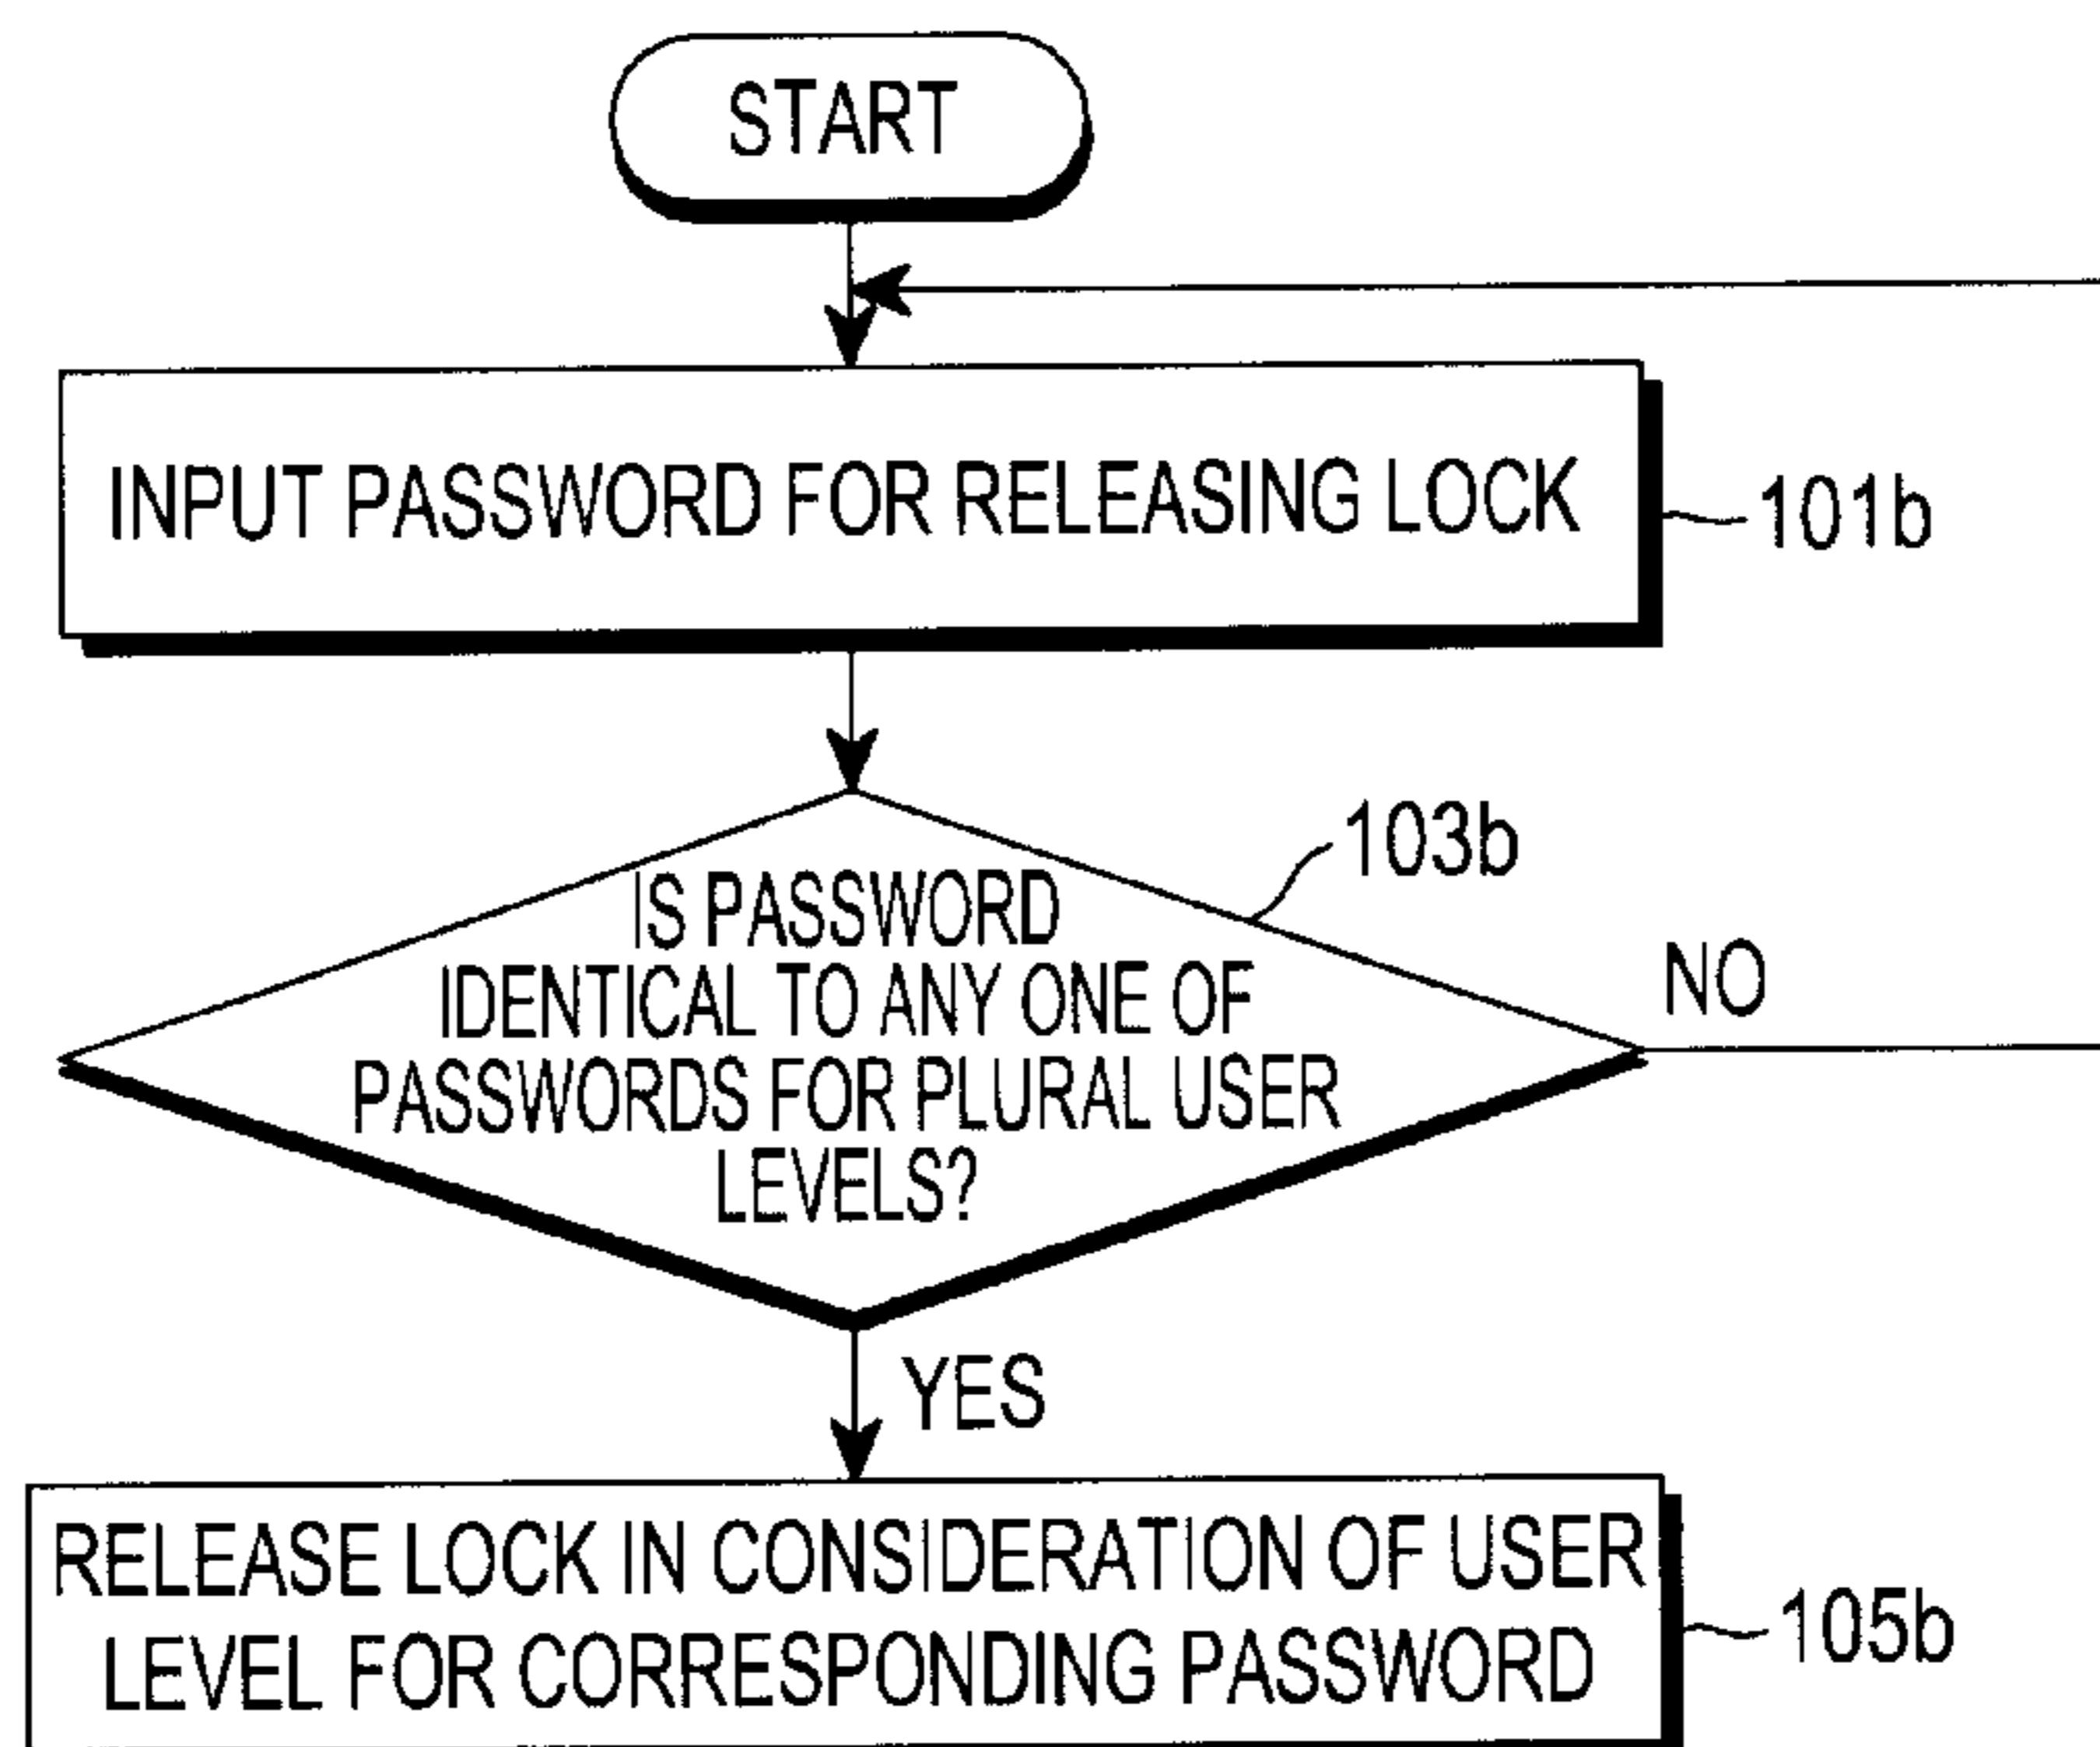 START
INPUT PASSWORD FOR RELEASING LOCK
101b
103b
IS PASSWORD
IDENTICAL TO ANY ONE OF
PASSWORDS FOR PLURAL USER
LEVELS?
NO
YES
RELEASE LOCK IN CONSIDERATION OF USER
LEVEL FOR CORRESPONDING PASSWORD
105b